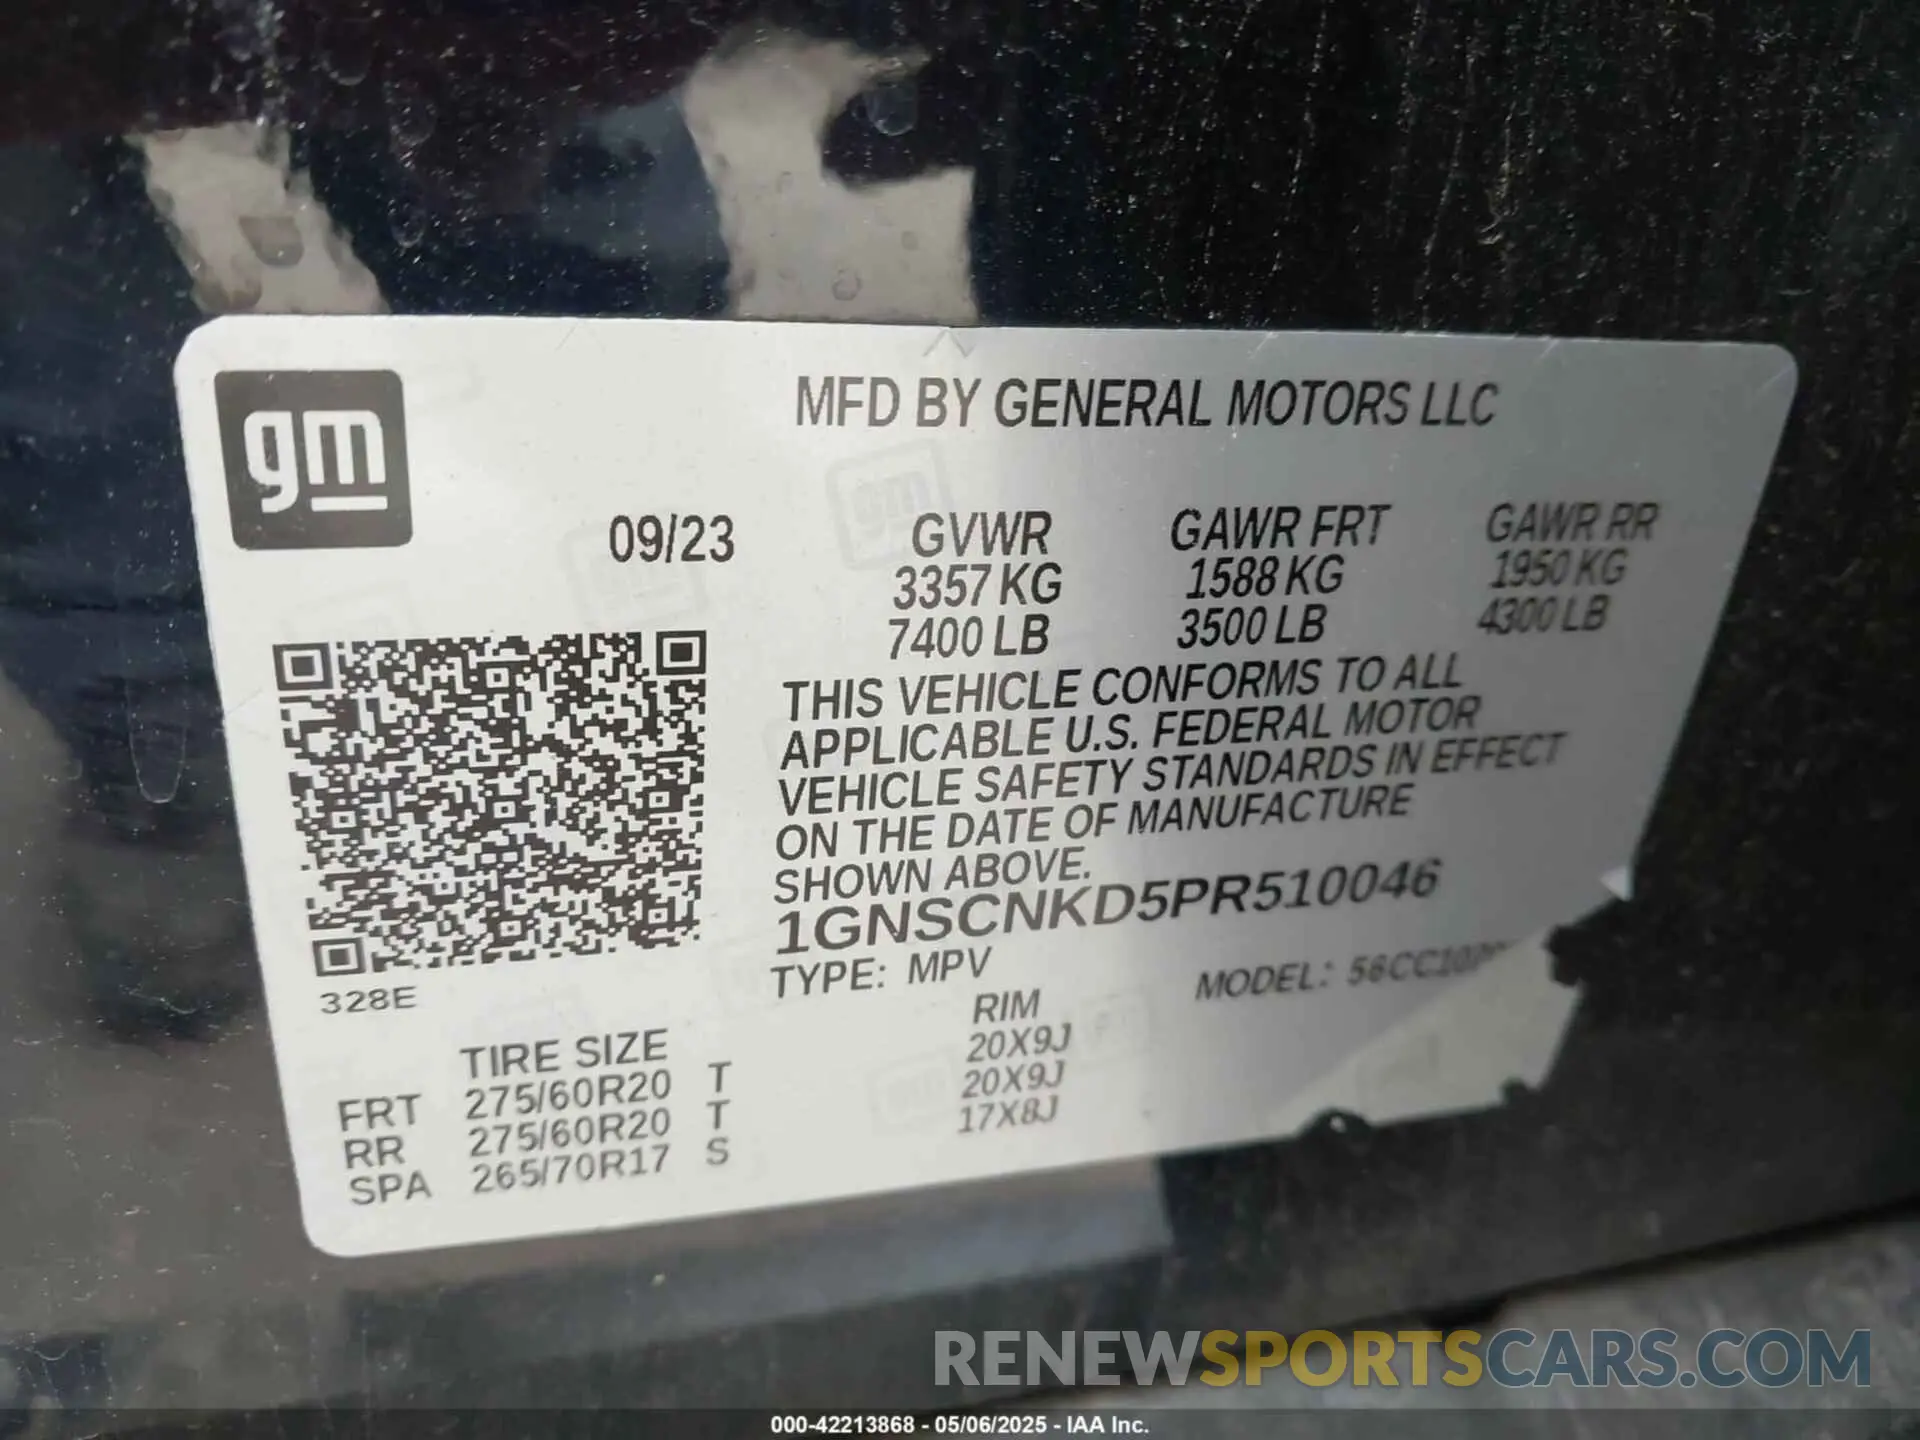 gm
MFD BY GENERAL MOTORS LLC
09/23
GVWR GAWR FRT GAWR RR
3357 KG 1588 KG 1950 KG
7400 LB 3500 LB 4300 LB
THIS VEHICLE CONFORMS TO ALL
APPLICABLE U.S. FEDERAL MOTOR
VEHICLE SAFETY STANDARDS IN EFFECT
ON THE DATE OF MANUFACTURE
SHOWN ABOVE.
1GNSCNKD5PR510046
TYPE: MPV MODEL:
328E
TIRE SIZE RIM
FRT 275/60R20 T 20X9J
RR 275/60R20 T 20X9J
SPA 265/70R17 S 17X8J
RENEWSPORTSCARS.COM
000-42213868 - 05/06/2025 - IAA Inc.